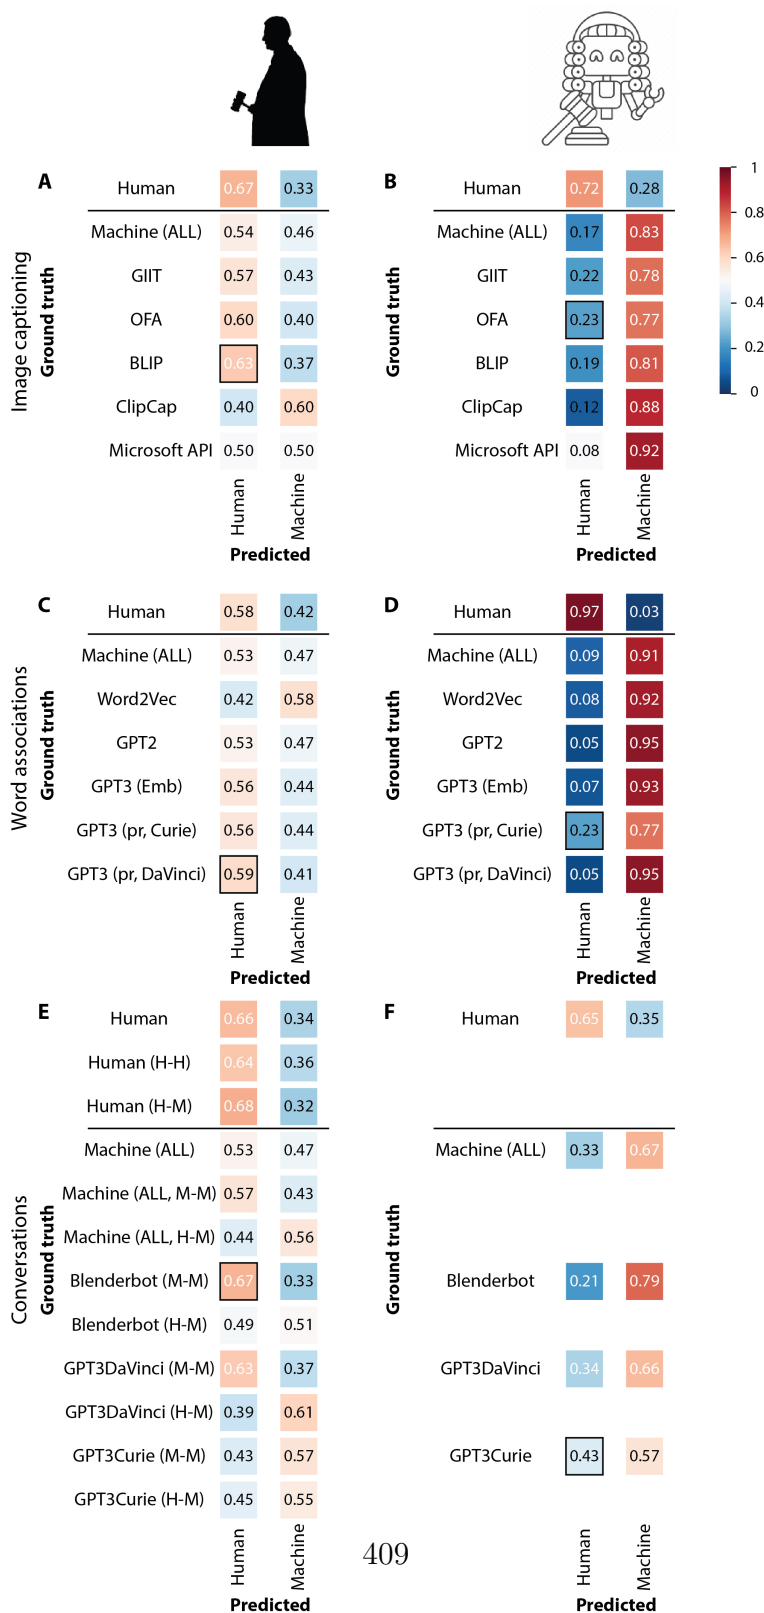 A
Image captioning
Ground truth
Human 0.67 0.33
Machine (ALL) 0.54 0.46
GIIT 0.57 0.43
OFA 0.60 0.40
BLIP 0.63 0.37
ClipCap 0.40 0.60
Microsoft API 0.50 0.50
Human Machine
Predicted
B
Ground truth
Human 0.72 0.28
Machine (ALL) 0.17 0.83
GIIT 0.22 0.78
OFA 0.23 0.77
BLIP 0.19 0.81
ClipCap 0.12 0.88
Microsoft API 0.08 0.92
Human Machine
Predicted
1
0.8
0.6
0.4
0.2
0
C
Word associations
Ground truth
Human 0.58 0.42
Machine (ALL) 0.53 0.47
Word2Vec 0.42 0.58
GPT2 0.53 0.47
GPT3 (Emb) 0.56 0.44
GPT3 (pr, Curie) 0.56 0.44
GPT3 (pr, DaVinci) 0.59 0.41
Human Machine
Predicted
D
Ground truth
Human 0.97 0.03
Machine (ALL) 0.09 0.91
Word2Vec 0.08 0.92
GPT2 0.05 0.95
GPT3 (Emb) 0.07 0.93
GPT3 (pr, Curie) 0.23 0.77
GPT3 (pr, DaVinci) 0.05 0.95
Human Machine
Predicted
E
Conversations
Ground truth
Human 0.66 0.34
Human (H-H) 0.64 0.36
Human (H-M) 0.68 0.32
Machine (ALL) 0.53 0.47
Machine (ALL, M-M) 0.57 0.43
Machine (ALL, H-M) 0.44 0.56
Blenderbot (M-M) 0.67 0.33
Blenderbot (H-M) 0.49 0.51
GPT3DaVinci (M-M) 0.63 0.37
GPT3DaVinci (H-M) 0.39 0.61
GPT3Curie (M-M) 0.43 0.57
GPT3Curie (H-M) 0.45 0.55
Human Machine
Predicted
F
Ground truth
Human 0.65 0.35
Machine (ALL) 0.33 0.67
Blenderbot 0.21 0.79
GPT3DaVinci 0.34 0.66
GPT3Curie 0.43 0.57
Human Machine
Predicted
409